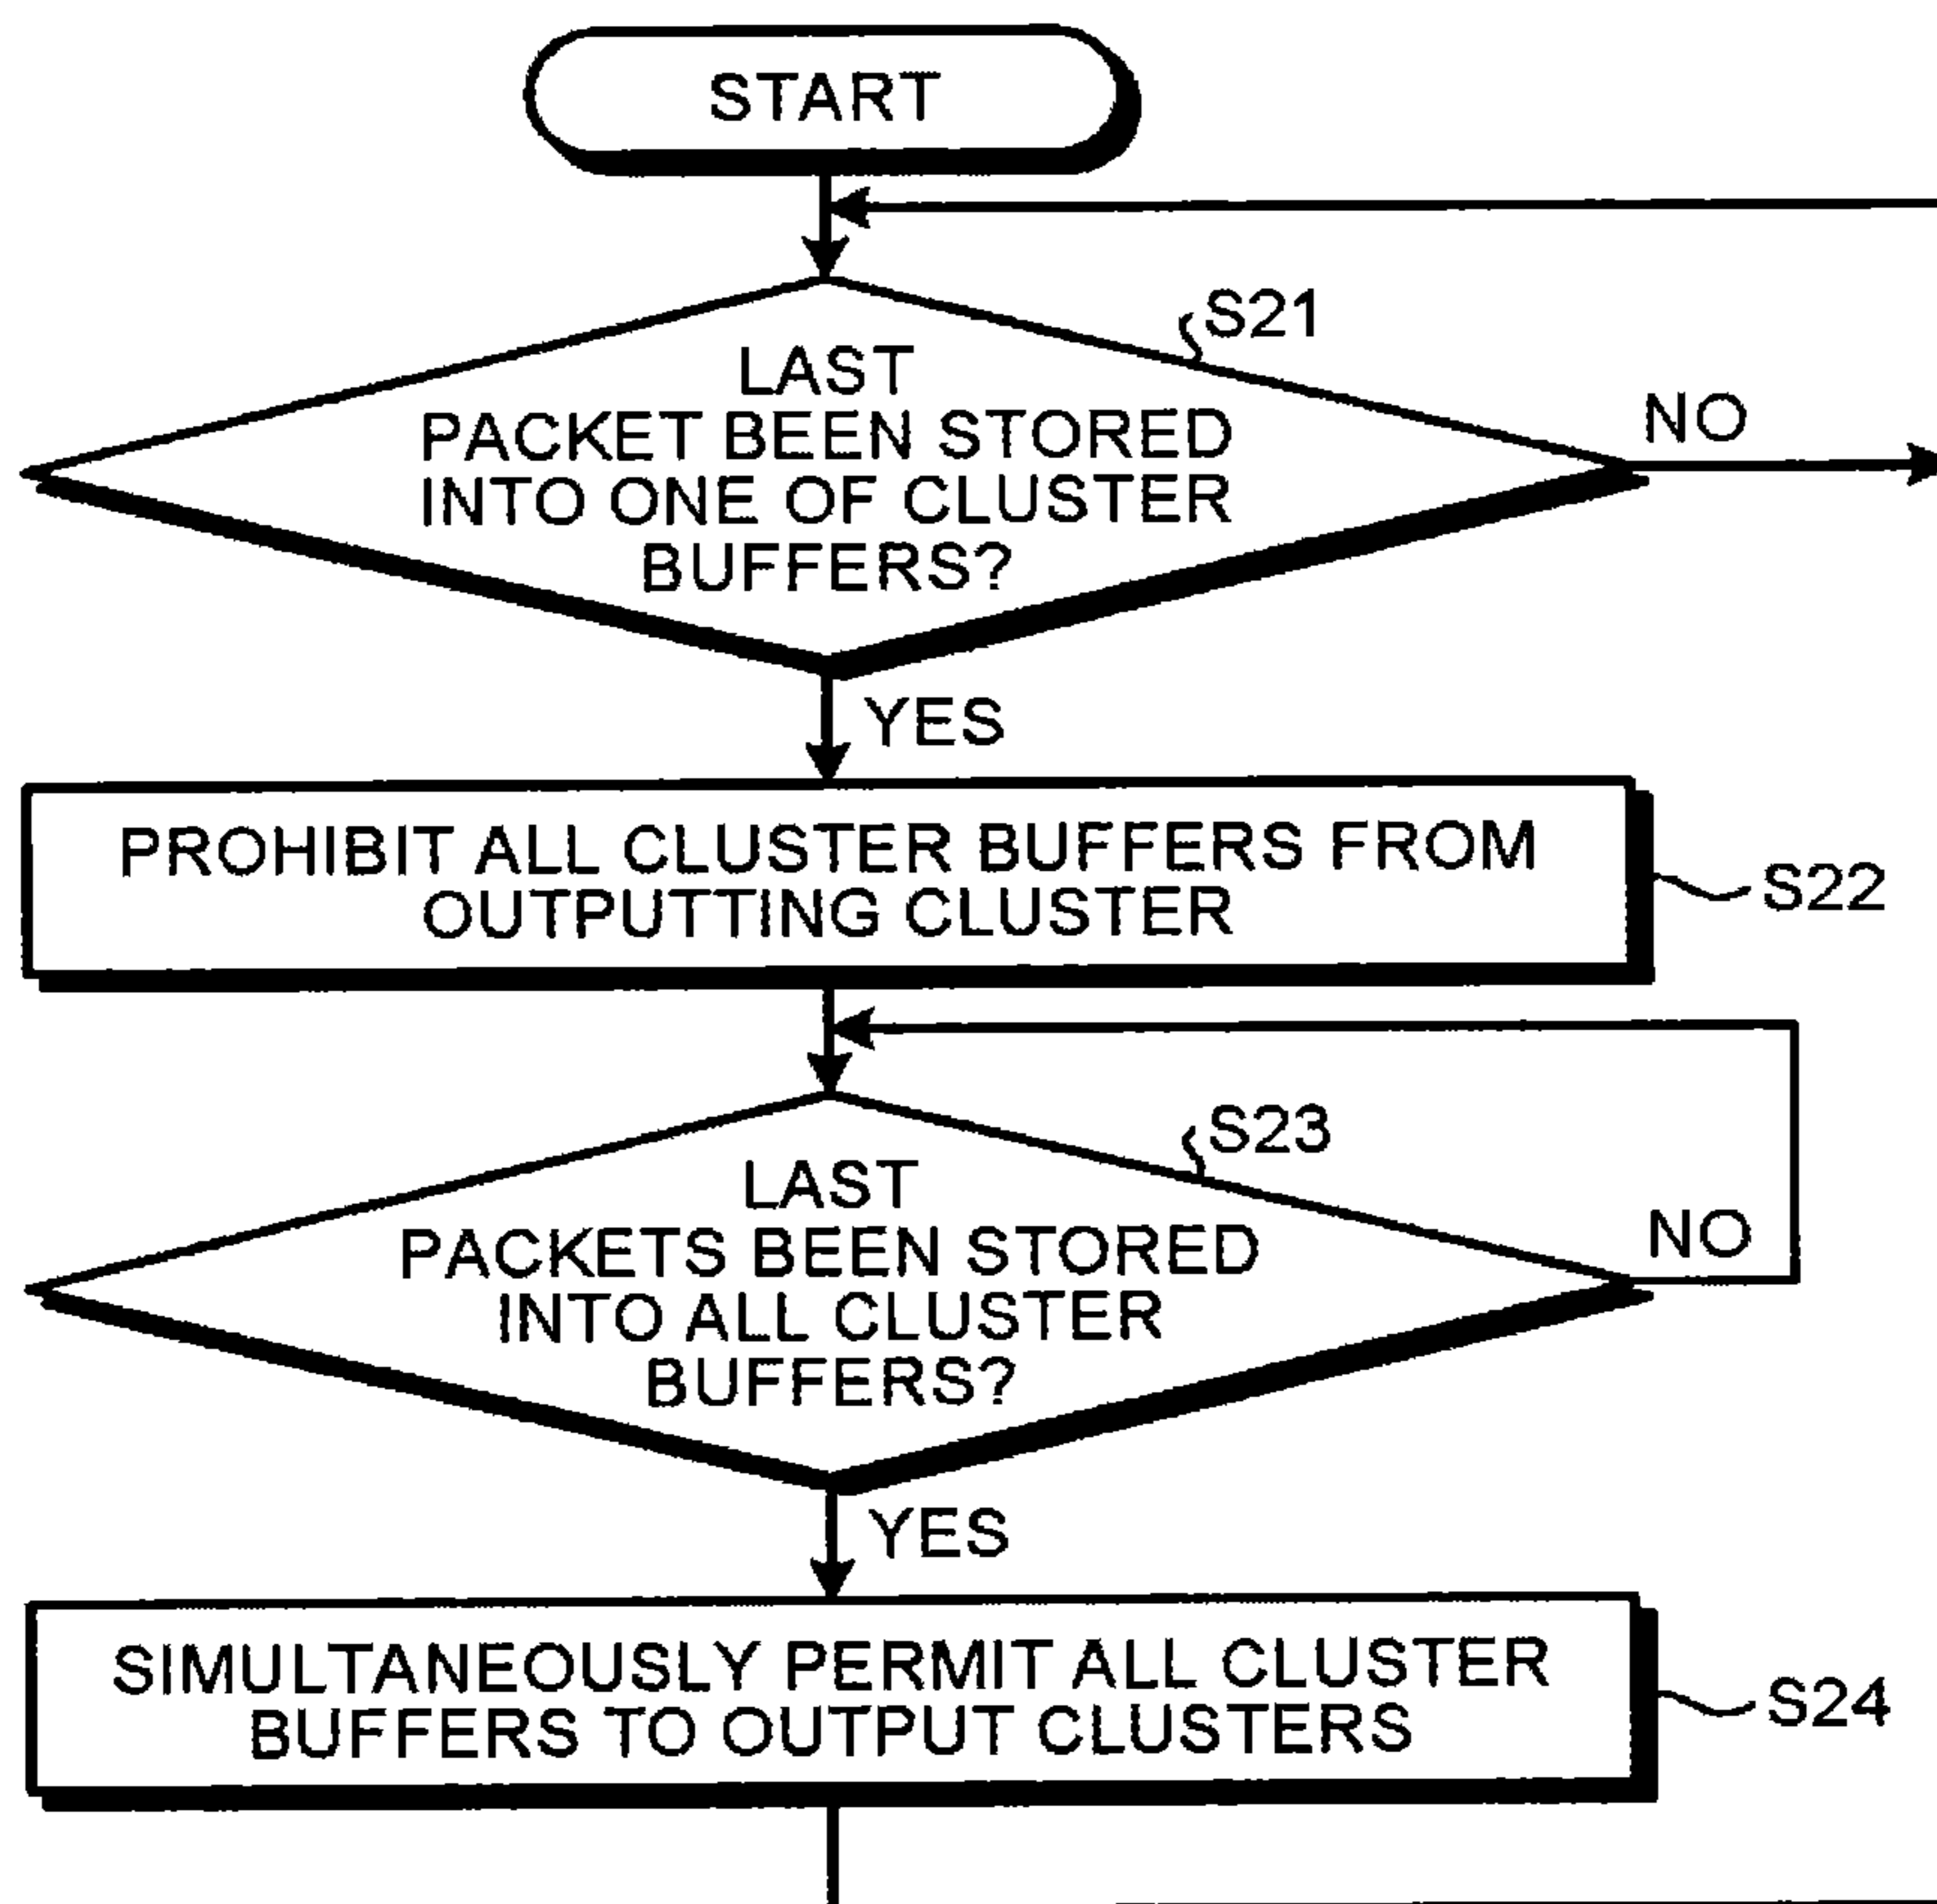 START
S21
LAST
PACKET BEEN STORED
INTO ONE OF CLUSTER
BUFFERS?
NO
YES
PROHIBIT ALL CLUSTER BUFFERS FROM
OUTPUTTING CLUSTER
S22
S23
LAST
PACKETS BEEN STORED
INTO ALL CLUSTER
BUFFERS?
NO
YES
SIMULTANEOUSLY PERMIT ALL CLUSTER
BUFFERS TO OUTPUT CLUSTERS
S24